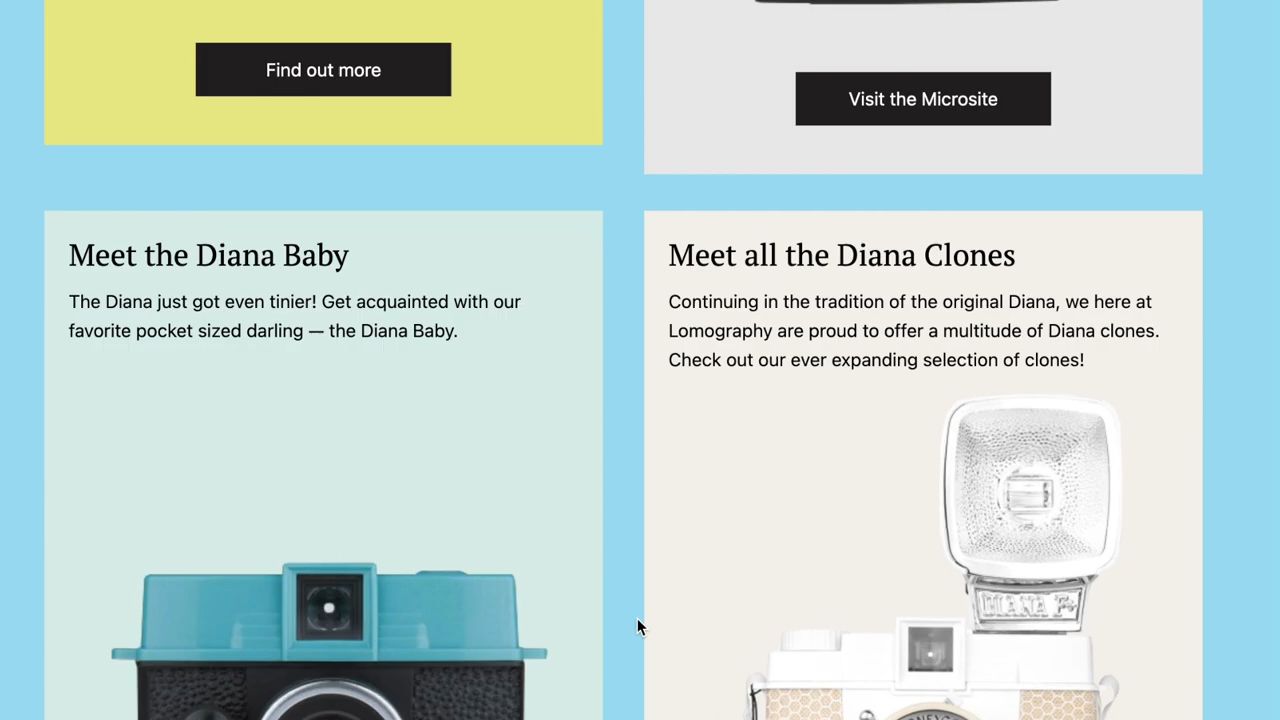 Find out more
Visit the Microsite
Meet the Diana Baby
The Diana just got even tinier! Get acquainted with our
favorite pocket sized darling — the Diana Baby.
Meet all the Diana Clones
Continuing in the tradition of the original Diana, we here at
Lomography are proud to offer a multitude of Diana clones.
Check out our ever expanding selection of clones!
DIANA F+